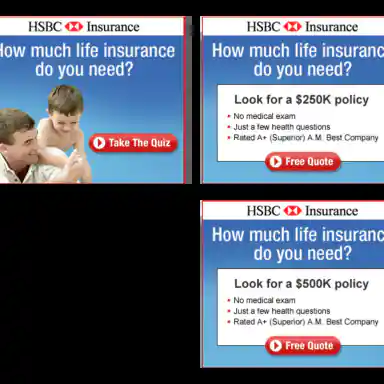 HSBC Insurance
How much life insurance
do you need?
Take The Quiz
HSBC Insurance
How much life insuranc
do you need?
Look for a $250K policy
• No medical exam
• Just a few health questions
• Rated A+ (Superior) A.M. Best Company
Free Quote
HSBC Insurance
How much life insuranc
do you need?
Look for a $500K policy
• No medical exam
• Just a few health questions
• Rated A+ (Superior) A.M. Best Company
Free Quote